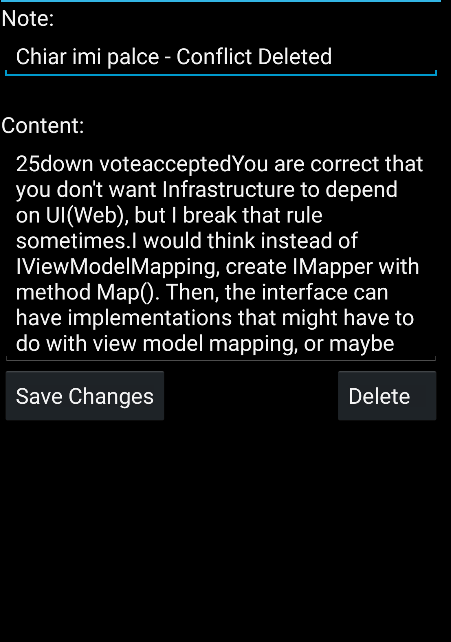 Note:
Chiar imi palce - Conflict Deleted
Content:
25down voteacceptedYou are correct that
you don't want Infrastructure to depend
on UI(Web), but I break that rule
sometimes.I would think instead of
IViewModelMapping, create IMapper with
method Map(). Then, the interface can
have implementations that might have to
do with view model mapping, or maybe
Save Changes
Delete